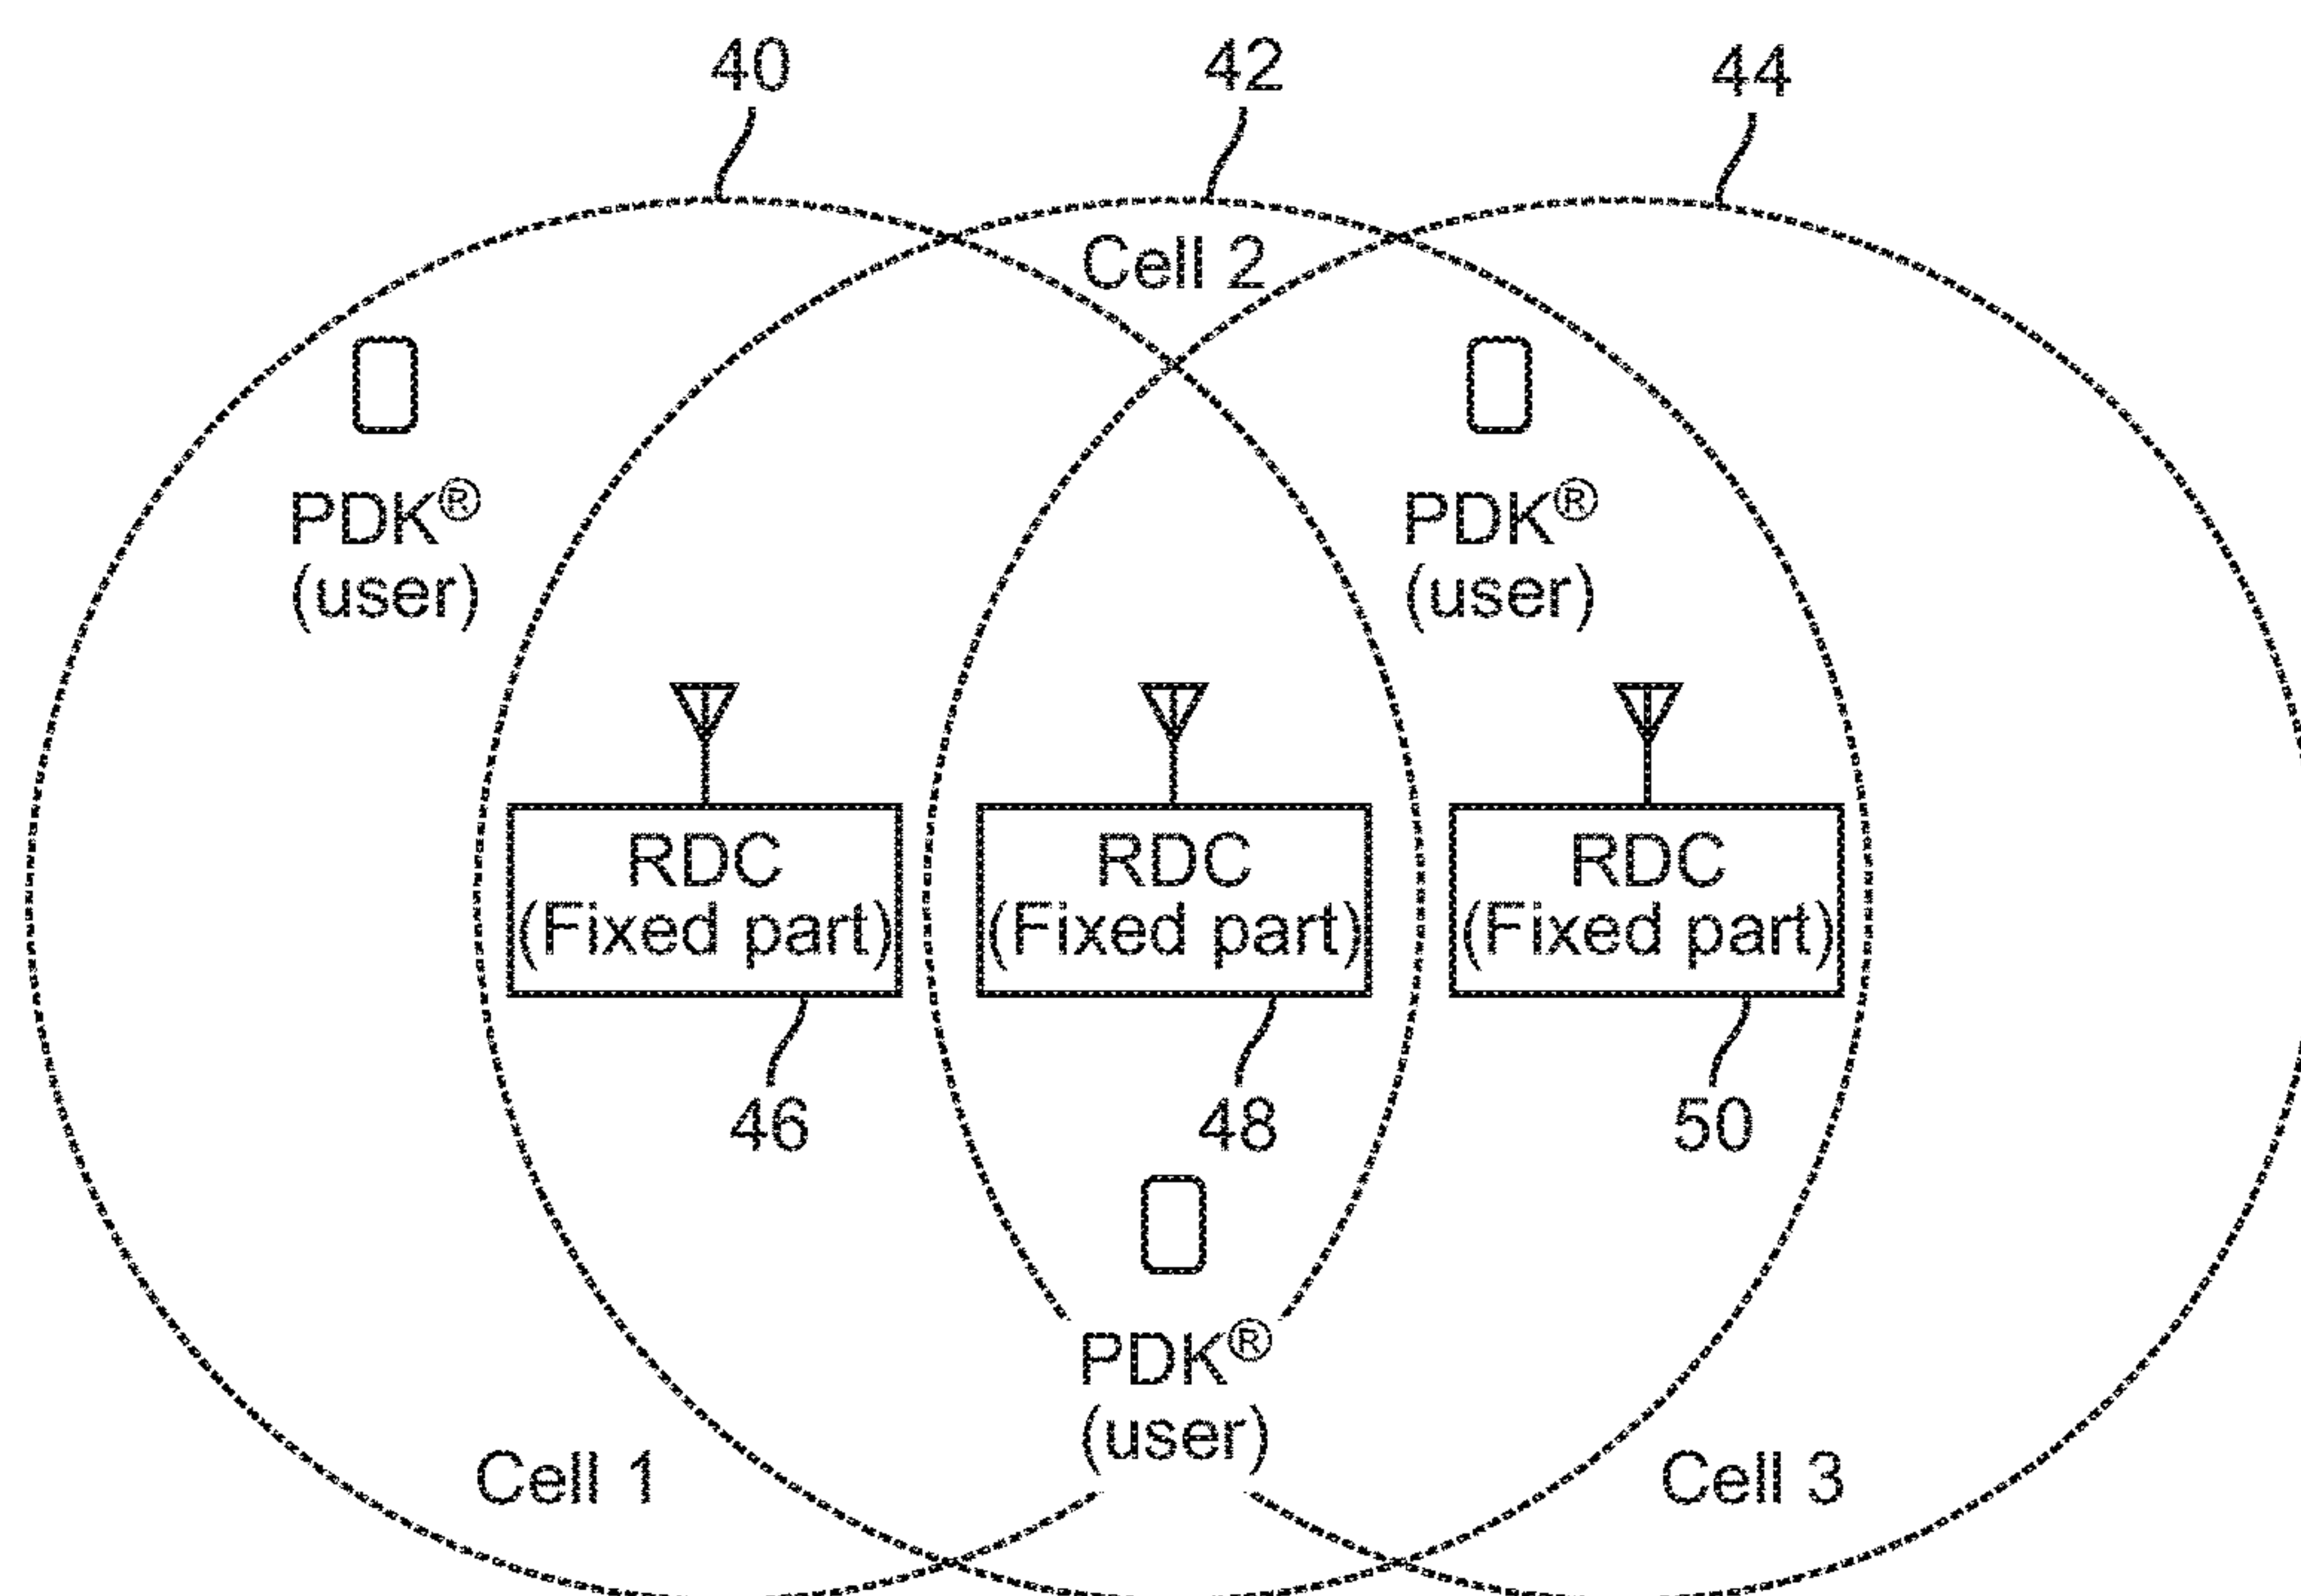 40
42
44
Cell 2
PDK®
(user)
PDK®
(user)
RDC
(Fixed part)
RDC
(Fixed part)
RDC
(Fixed part)
46
48
50
PDK®
(user)
Cell 1
Cell 3